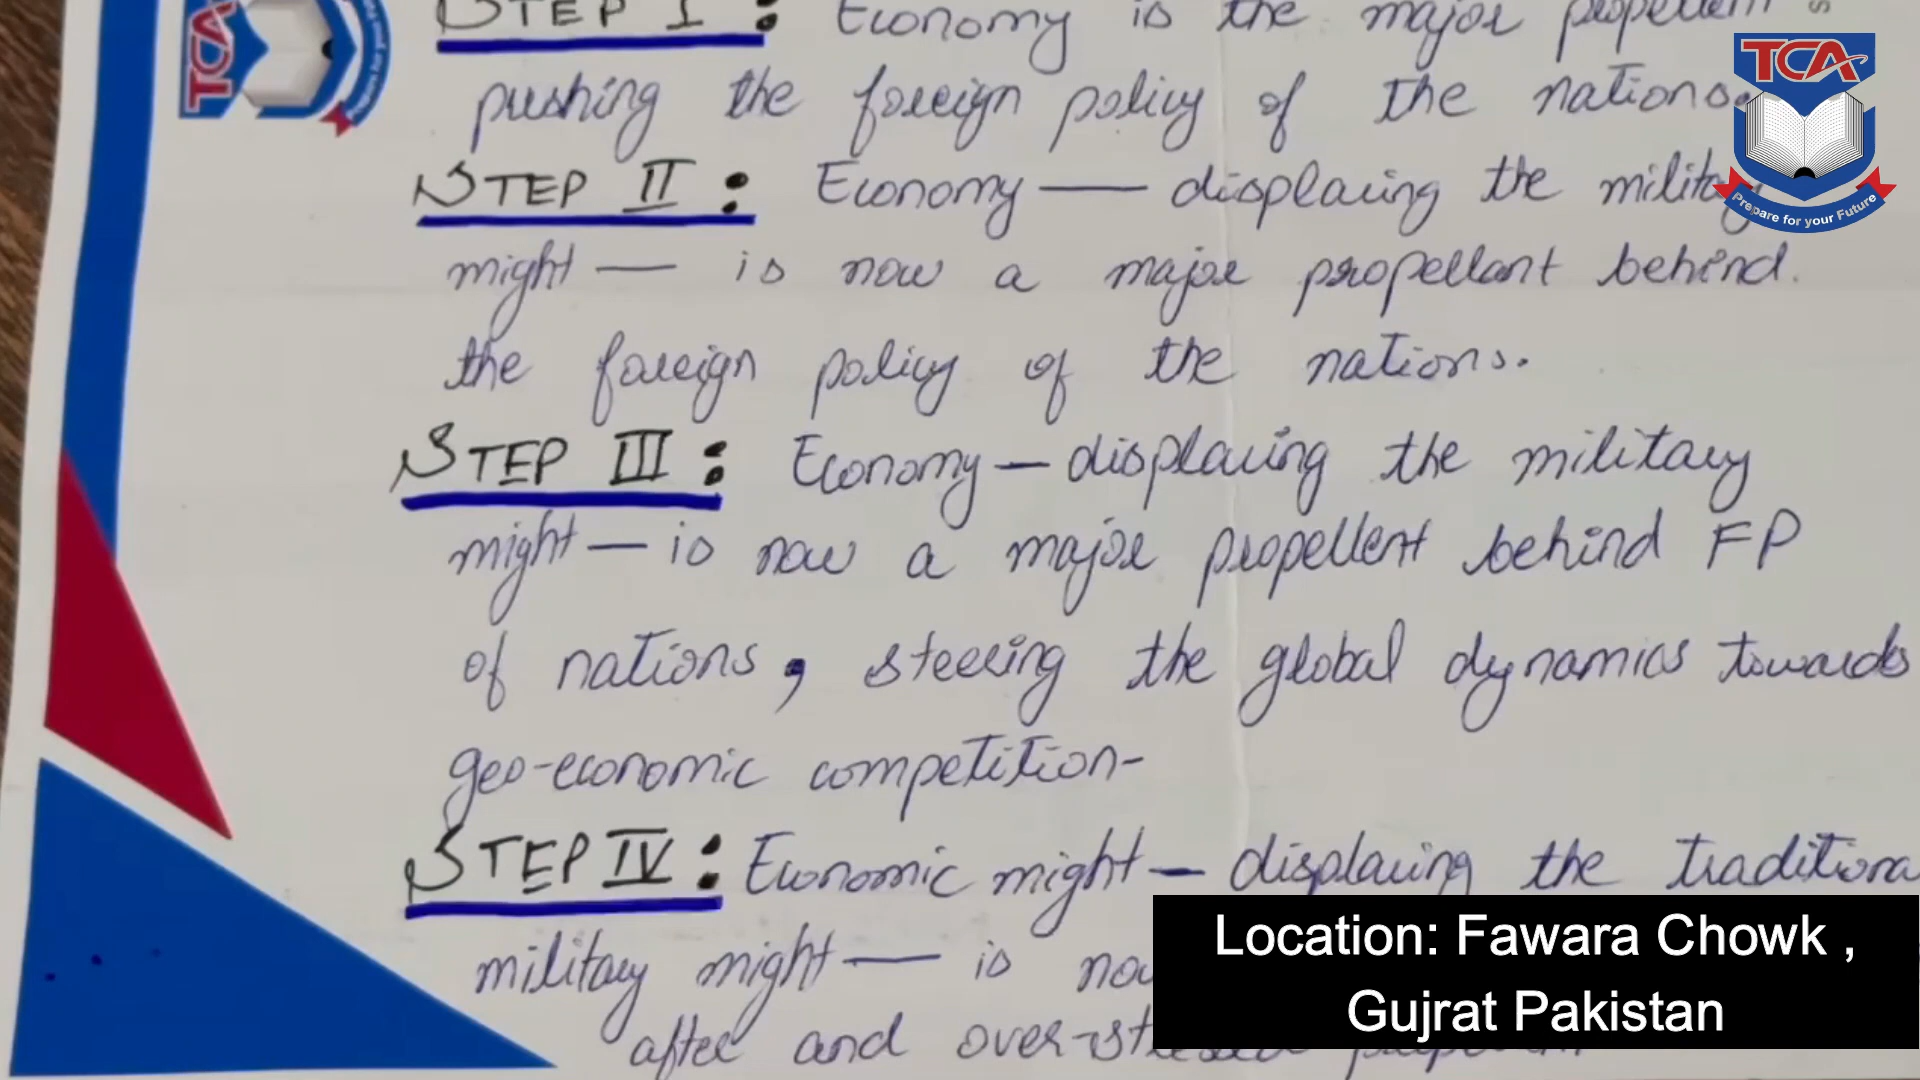 STEP I : Economy is the major propellent
pushing the foreign policy of the nations.
STEP II : Economy — displacing the military
might — is now a major propellant behind.
the foreign policy of the nations.
STEP III : Economy — displacing the military
might — is now a major propellent behind FP
of nations, steering the global dynamics towards
geo-economic competition-
STEP IV : Economic might — displacing the traditional
military might — is
after and
TCA
Prepare for your Future
TCA
Location: Fawara Chowk ,
Gujrat Pakistan